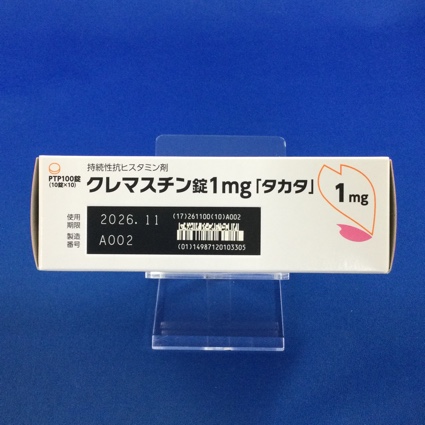 PTP100錠
(10錠×10)
持続性抗ヒスタミン剤
クレマスチン錠1mg「タカタ」
1mg
使用
期限
2026.11
製造
番号
A002
(17)261100(10)A002
(01)14987120103305